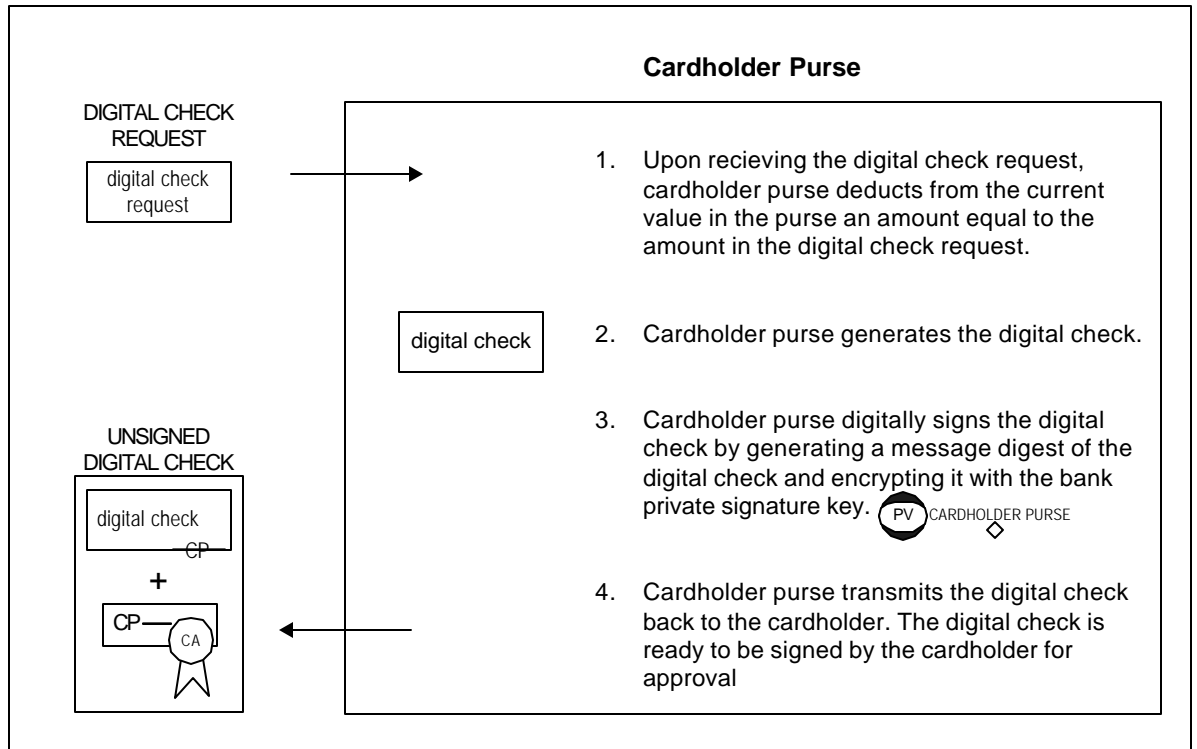 Cardholder Purse
DIGITAL CHECK
REQUEST
digital check
request
1. Upon recieving the digital check request,
cardholder purse deducts from the current
value in the purse an amount equal to the
amount in the digital check request.
digital check
2. Cardholder purse generates the digital check.
3. Cardholder purse digitally signs the digital
check by generating a message digest of the
digital check and encrypting it with the bank
private signature key.
PV CARDHOLDER PURSE
UNSIGNED
DIGITAL CHECK
digital check
CP
+
CP
CA
4. Cardholder purse transmits the digital check
back to the cardholder. The digital check is
ready to be signed by the cardholder for
approval